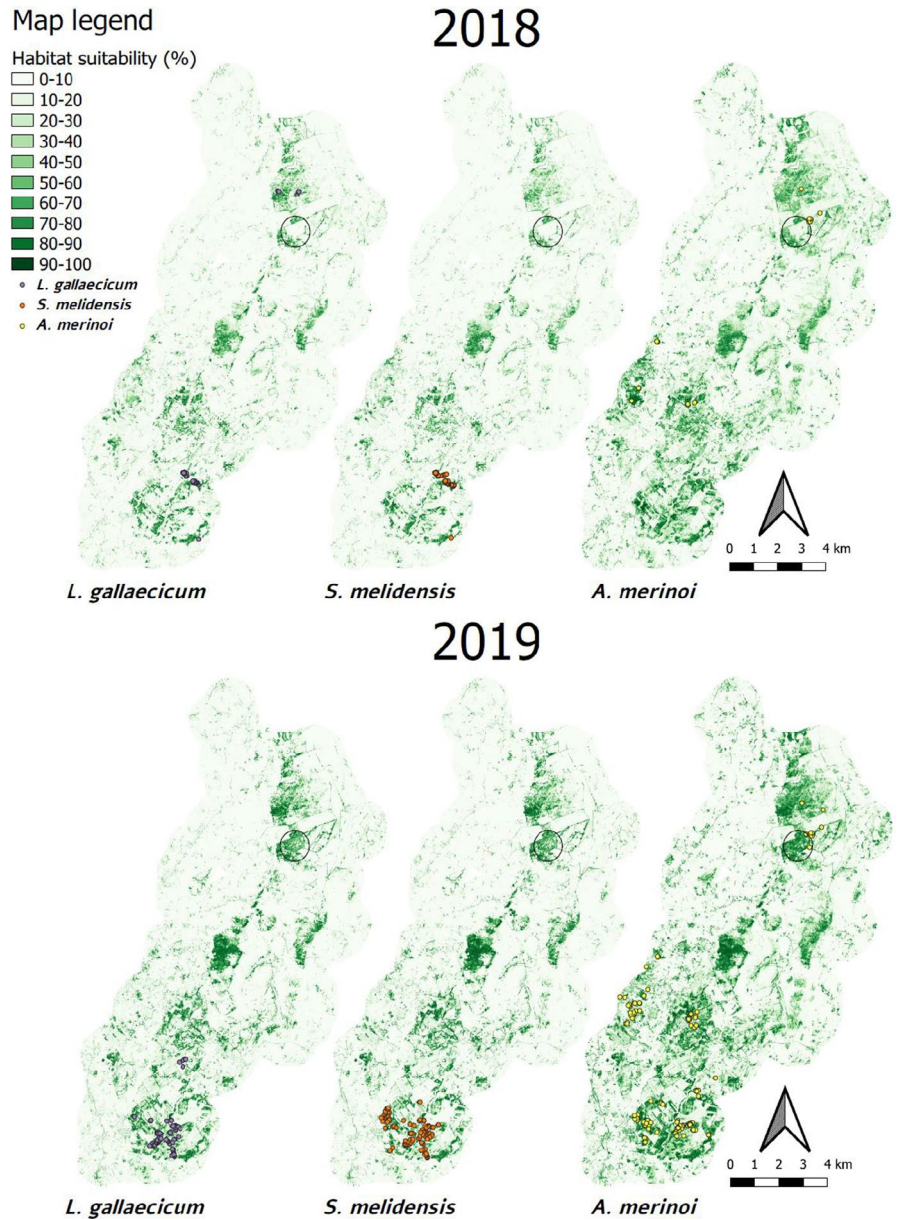 Map legend
2018
Habitat suitability (%)
0-10
10-20
20-30
30-40
40-50
50-60
60-70
70-80
80-90
90-100
L. gallaecicum
S. melidensis
A. merinoi
0 1 2 3 4 km
L. gallaecicum S. melidensis A. merinoi
2019
0 1 2 3 4 km
L. gallaecicum S. melidensis A. merinoi